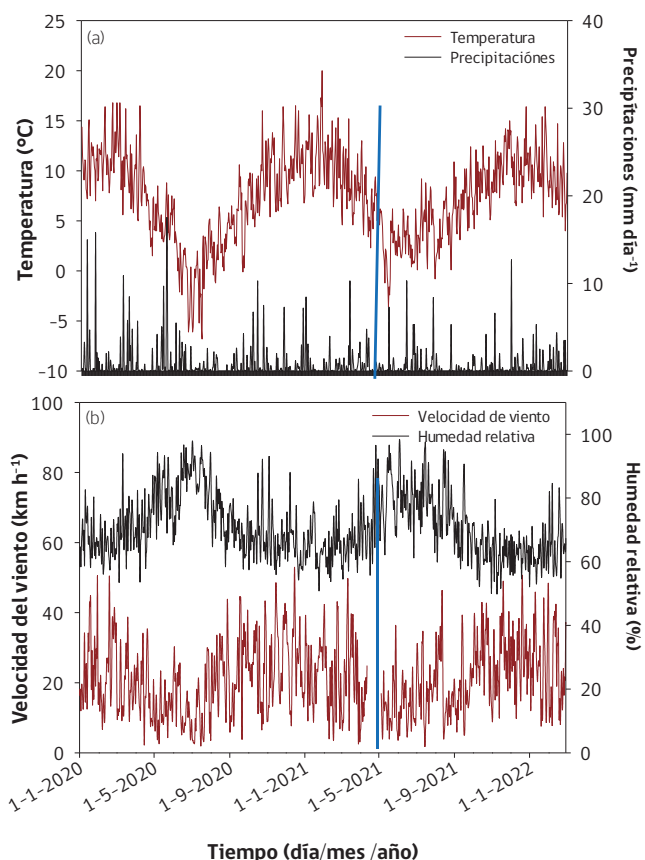 (a)
Temperatura
Precipitaciónes
25
20
15
10
5
0
−5
−10
Temperatura (°C)
40
30
20
10
0
Precipitaciones (mm día⁻¹)
(b)
Velocidad de viento
Humedad relativa
100
80
60
40
20
0
Velocidad del viento (km h⁻¹)
100
80
60
40
20
0
Humedad relativa (%)
1-1-2020
1-5-2020
1-9-2020
1-1-2021
1-5-2021
1-9-2021
1-1-2022
Tiempo (día/mes /año)